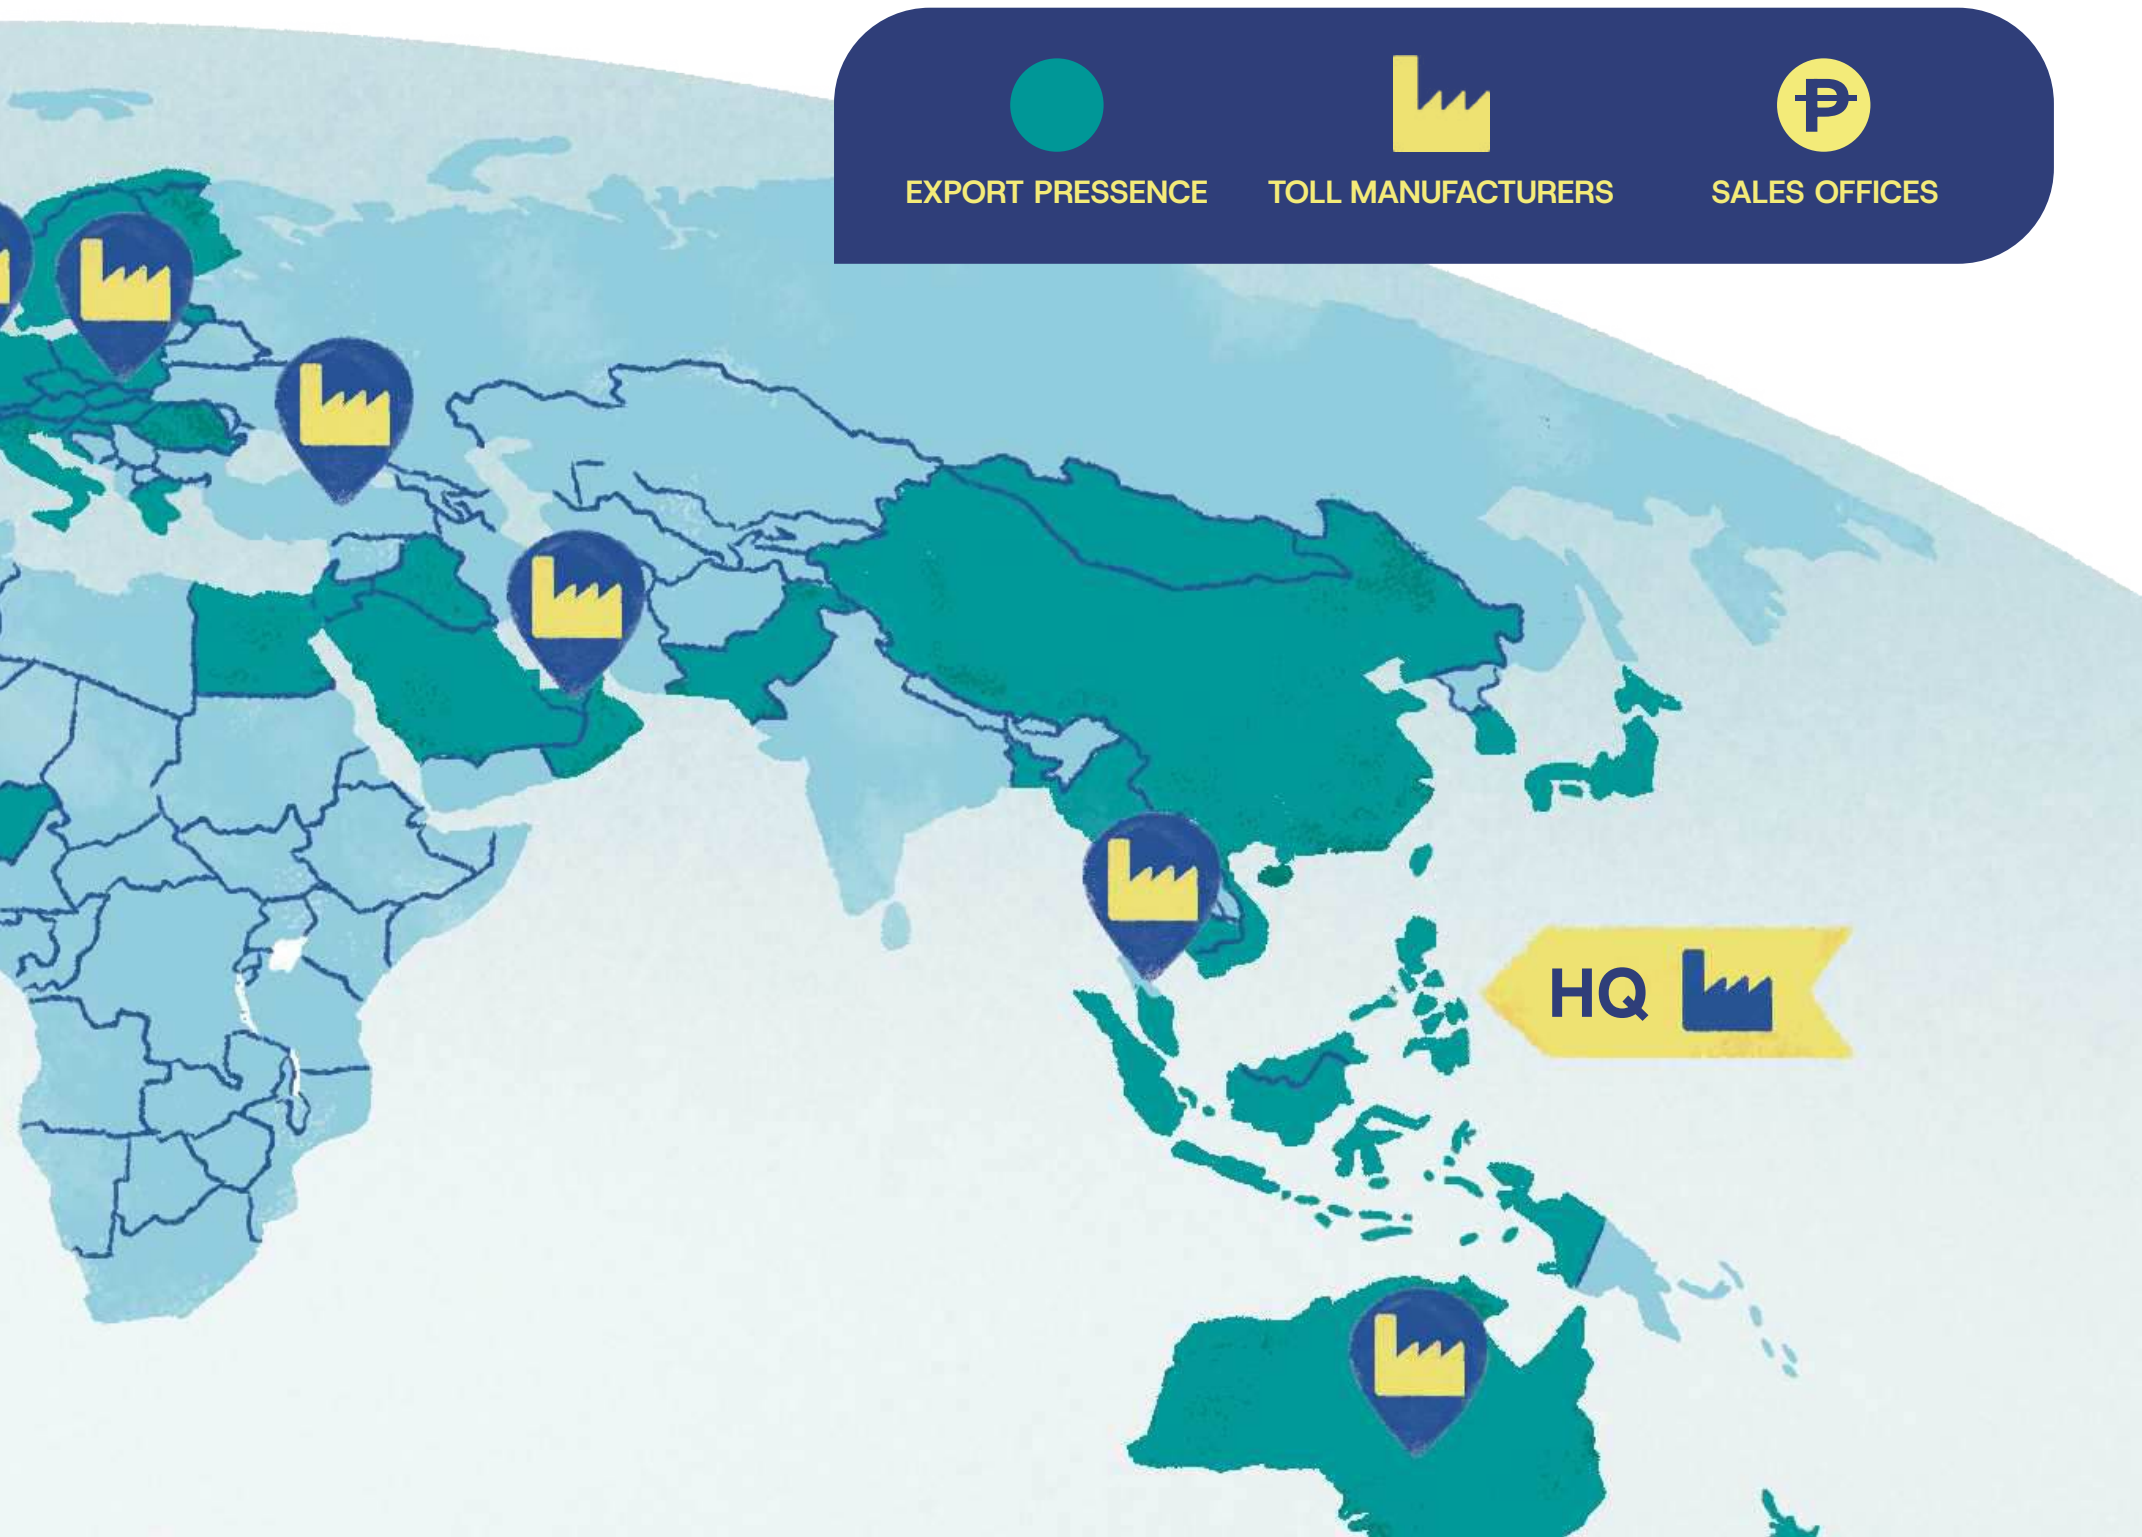 EXPORT PRESSENCE
TOLL MANUFACTURERS
₱
SALES OFFICES
HQ